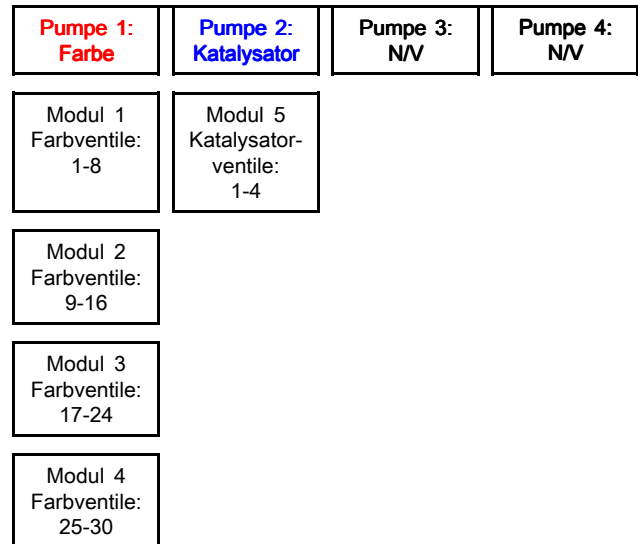 Pumpe 1:
Farbe
Pumpe 2:
Katalysator
Pumpe 3:
N/V
Pumpe 4:
N/V
Modul 1
Farbventile:
1-8
Modul 5
Katalysator-
ventile:
1-4
Modul 2
Farbventile:
9-16
Modul 3
Farbventile:
17-24
Modul 4
Farbventile:
25-30